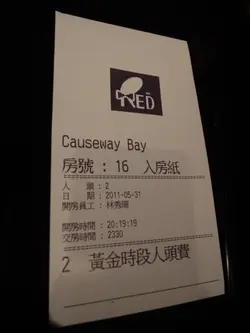 RED
Causeway Bay
房號 : 16 入房紙
人 頭 : 2
日 期 : 2011-05-31
開房員工 : 林秀珊
開房時間 : 20:19:19
交房時間 : 2330
2 黃金時段人頭費